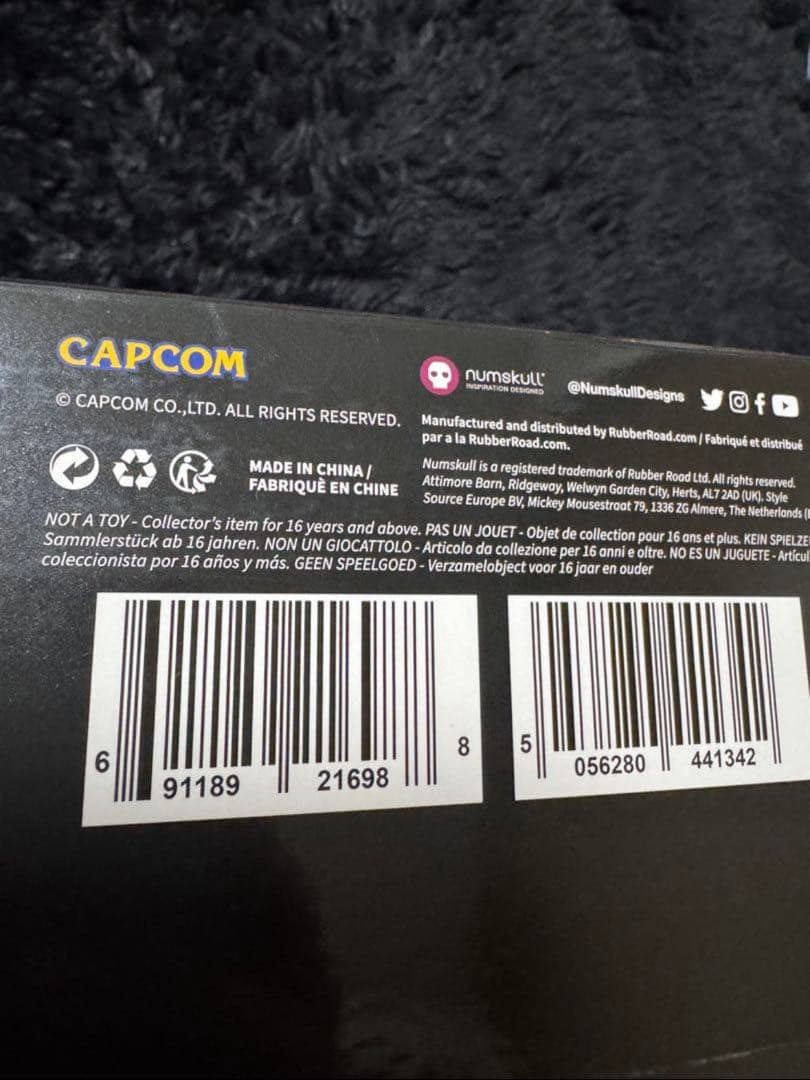 CAPCOM
© CAPCOM CO.,LTD. ALL RIGHTS RESERVED.
MADE IN CHINA /
FABRIQUÈ EN CHINE
numskull
INSPIRATION DESIGNED
@NumskullDesigns
Manufactured and distributed by RubberRoad.com / Fabriqué et distribué
par a la RubberRoad.com.
Numskull is a registered trademark of Rubber Road Ltd. All rights reserved.
Attimore Barn, Ridgeway, Welwyn Garden City, Herts, AL7 2AD (UK). Style
Source Europe BV, Mickey Mousestraat 79, 1336 ZG Almere, The Netherlands
NOT A TOY - Collector's item for 16 years and above. PAS UN JOUET - Objet de collection pour 16 ans et plus. KEIN
Sammlerstück ab 16 jahren. NON UN GIOCATTOLO - Articolo da collezione per 16 anni e oltre. NO ES UN JUGUETE -
coleccionista por 16 años y más. GEEN SPEELGOED - Verzamelobject voor 16 jaar en ouder
6 91189 21698 8
5 056280 441342